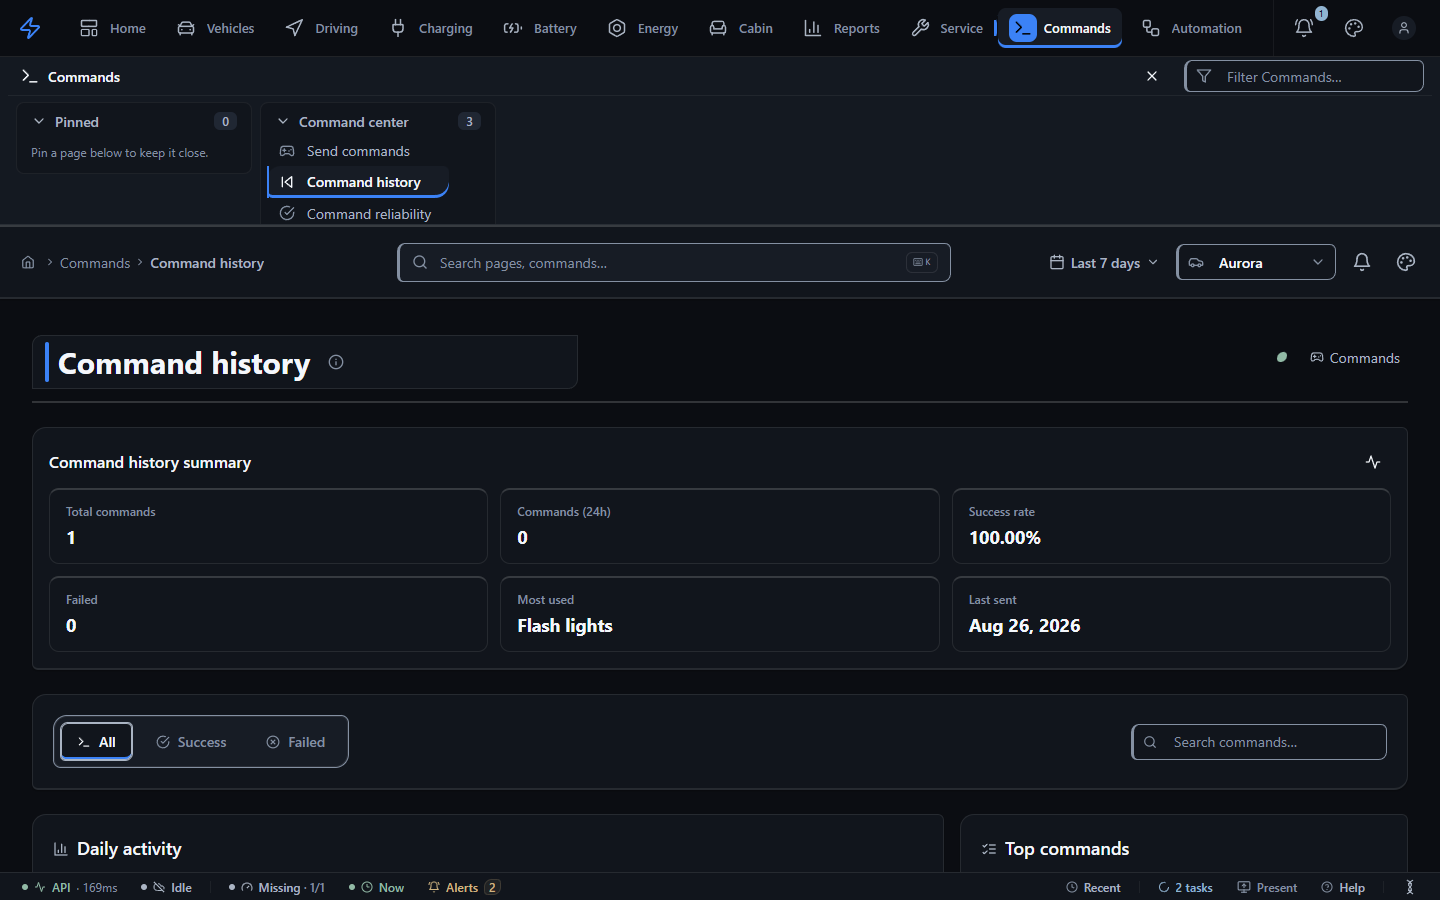 Home Vehicles Driving Charging Battery Energy Cabin Reports Service Commands Automation 1
Commands Filter Commands...
Pinned 0
Pin a page below to keep it close.
Command center 3
Send commands
Command history
Command reliability
Commands Command history Search pages, commands... K Last 7 days Aurora
Command history Commands
Command history summary
Total commands
1
Commands (24h)
0
Success rate
100.00%
Failed
0
Most used
Flash lights
Last sent
Aug 26, 2026
All Success Failed Search commands...
Daily activity
Top commands
API · 169ms Idle Missing · 1/1 Now Alerts 2 Recent 2 tasks Present Help